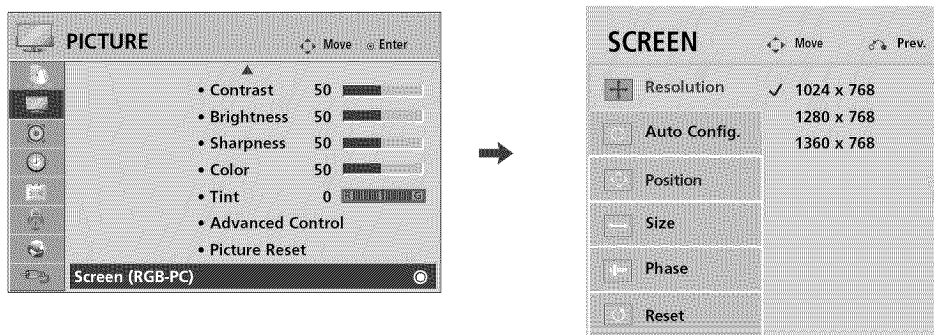 PICTURE
Move Enter
• Contrast 50
• Brightness 50
• Sharpness 50
• Color 50
• Tint 0 R G
• Advanced Control
• Picture Reset
Screen (RGB-PC)
SCREEN
Move Prev.
Resolution ✓ 1024 x 768
Auto Config. 1280 x 768
1360 x 768
Position
Size
Phase
Reset